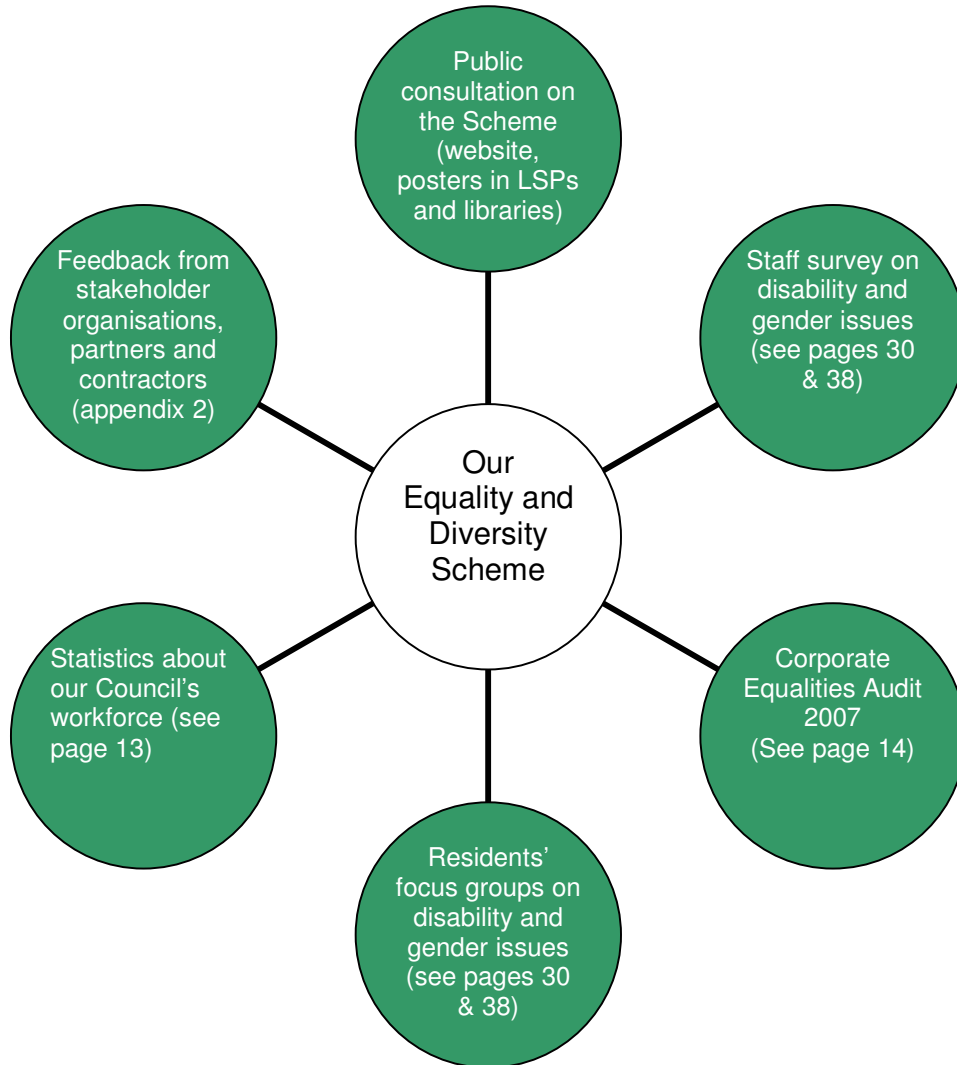 Public
consultation on
the Scheme
(website,
posters in LSPs
and libraries)
Feedback from
stakeholder
organisations,
partners and
contractors
(appendix 2)
Staff survey on
disability and
gender issues
(see pages 30
& 38)
Our
Equality and
Diversity
Scheme
Statistics about
our Council's
workforce (see
page 13)
Corporate
Equalities Audit
2007
(See page 14)
Residents'
focus groups on
disability and
gender issues
(see pages 30
& 38)